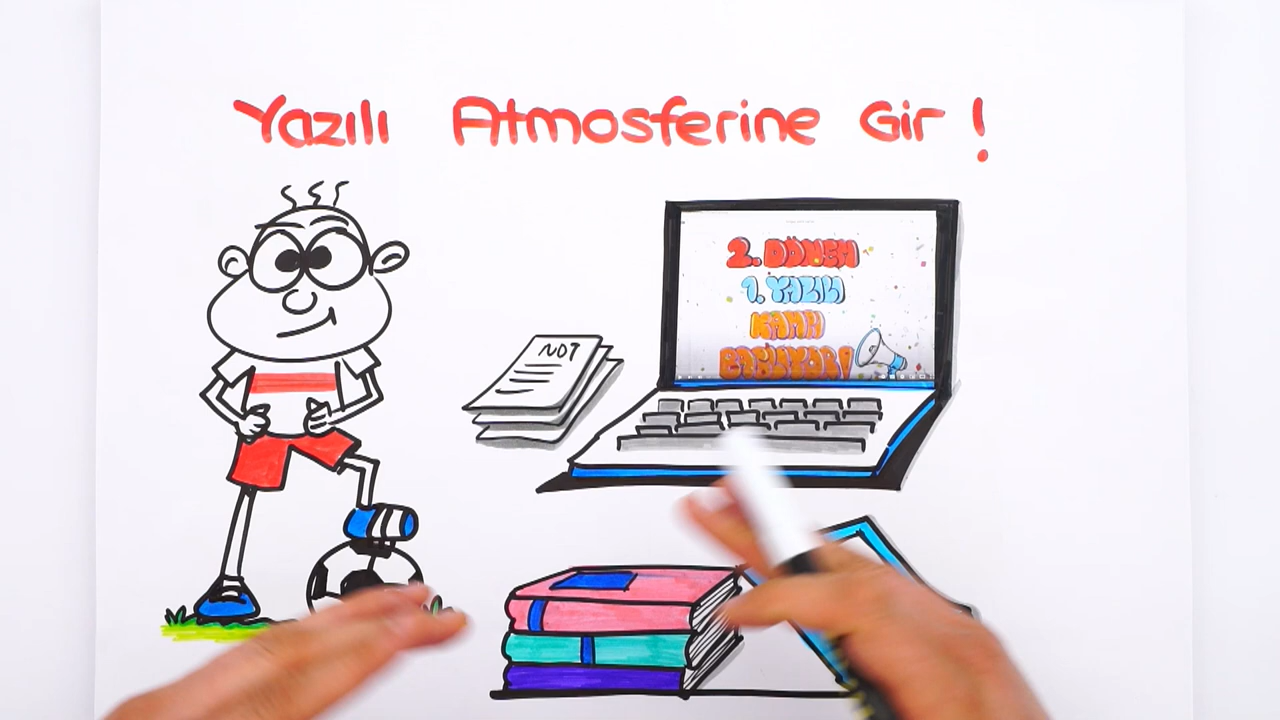 Yazılı Atmosferine Gir !
NOT
2. DÖNEM
1. YAZILI
KAMPI
BAŞLIYOR!